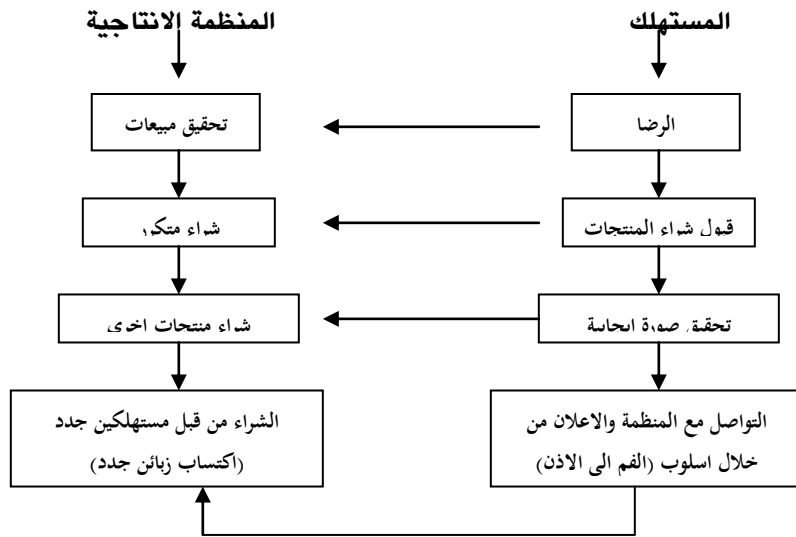 المستهلك
المنظمة الانتاجية
الرضا
تحقيق مبيعات
قبول شراء المنتجات
شراء متكرر
تحقيق صورة ايجابية
شراء منتجات اخرى
التواصل مع المنظمة والاعلان من
خلال اسلوب (الفم الى الاذن)
الشراء من قبل مستهلكين جدد
(اكتساب زبائن جدد)